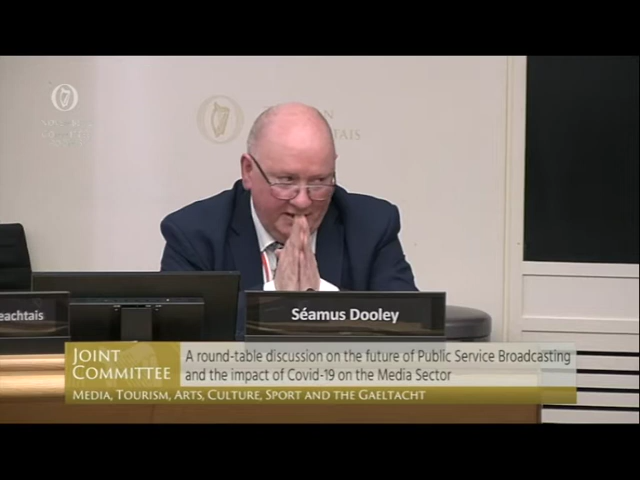 Séamus Dooley
eachtais
JOINT
COMMITTEE
A round-table discussion on the future of Public Service Broadcasting
and the impact of Covid-19 on the Media Sector
MEDIA, TOURISM, ARTS, CULTURE, SPORT AND THE GAELTACHT